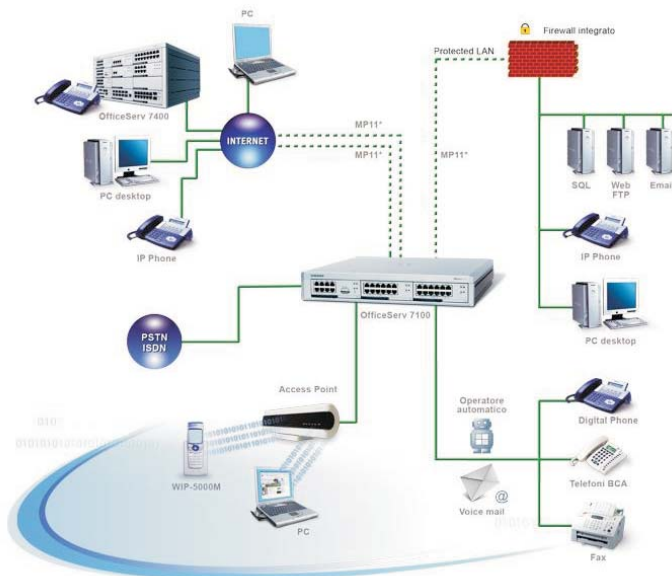 PC
Firewall integrato
Protected LAN
OfficeServ 7400
INTERNET
MP11*
MP11*
MP11*
PC desktop
SQL
Web
FTP
Email
IP Phone
IP Phone
OfficeServ 7100
PSTN
ISDN
PC desktop
Access Point
Operatore
automatico
Digital Phone
WIP-5000M
PC
Voice mail
@
Telefoni BCA
Fax